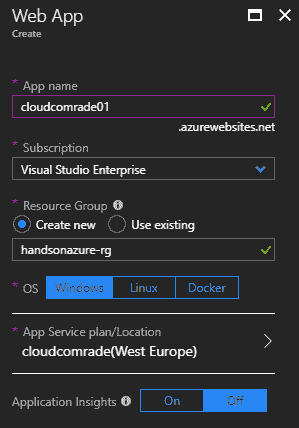 Web App
Create
* App name
cloudcomrade01
.azurewebsites.net
* Subscription
Visual Studio Enterprise
* Resource Group
Create new Use existing
handsonazure-rg
* OS Windows Linux Docker
* App Service plan/Location
cloudcomrade(West Europe)
Application Insights On Off